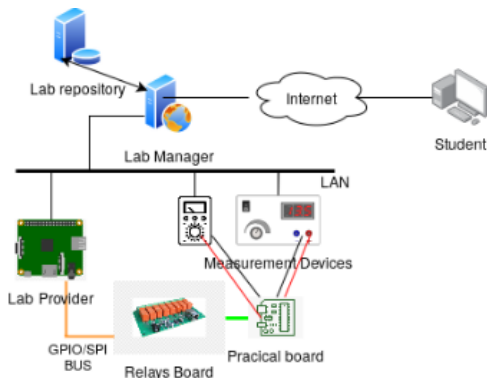 Lab repository
Internet
Student
Lab Manager
LAN
Measurement Devices
Lab Provider
GPIO/SPI
BUS
Relays Board
Pracical board